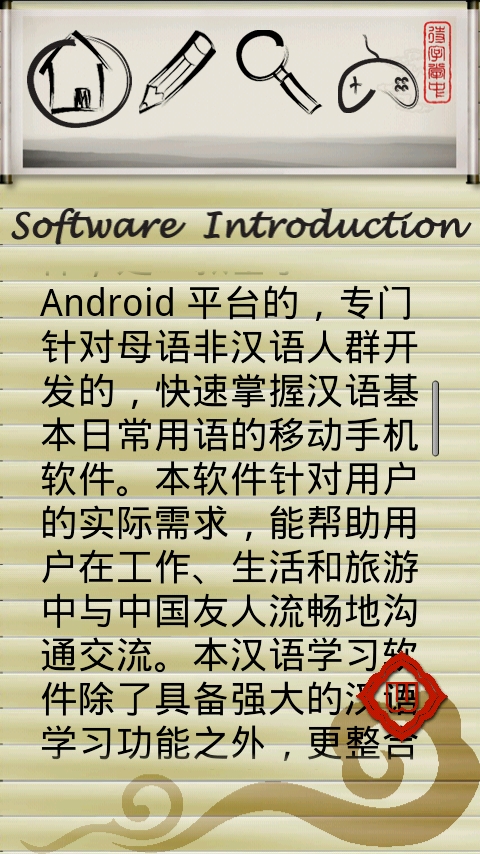 Software Introduction
Android 平台的，专门
针对母语非汉语人群开
发的，快速掌握汉语基
本日常用语的移动手机
软件。本软件针对用户
的实际需求，能帮助用
户在工作、生活和旅游
中与中国友人流畅地沟
通交流。本汉语学习软
件除了具备强大的汉语
学习功能之外，更整合